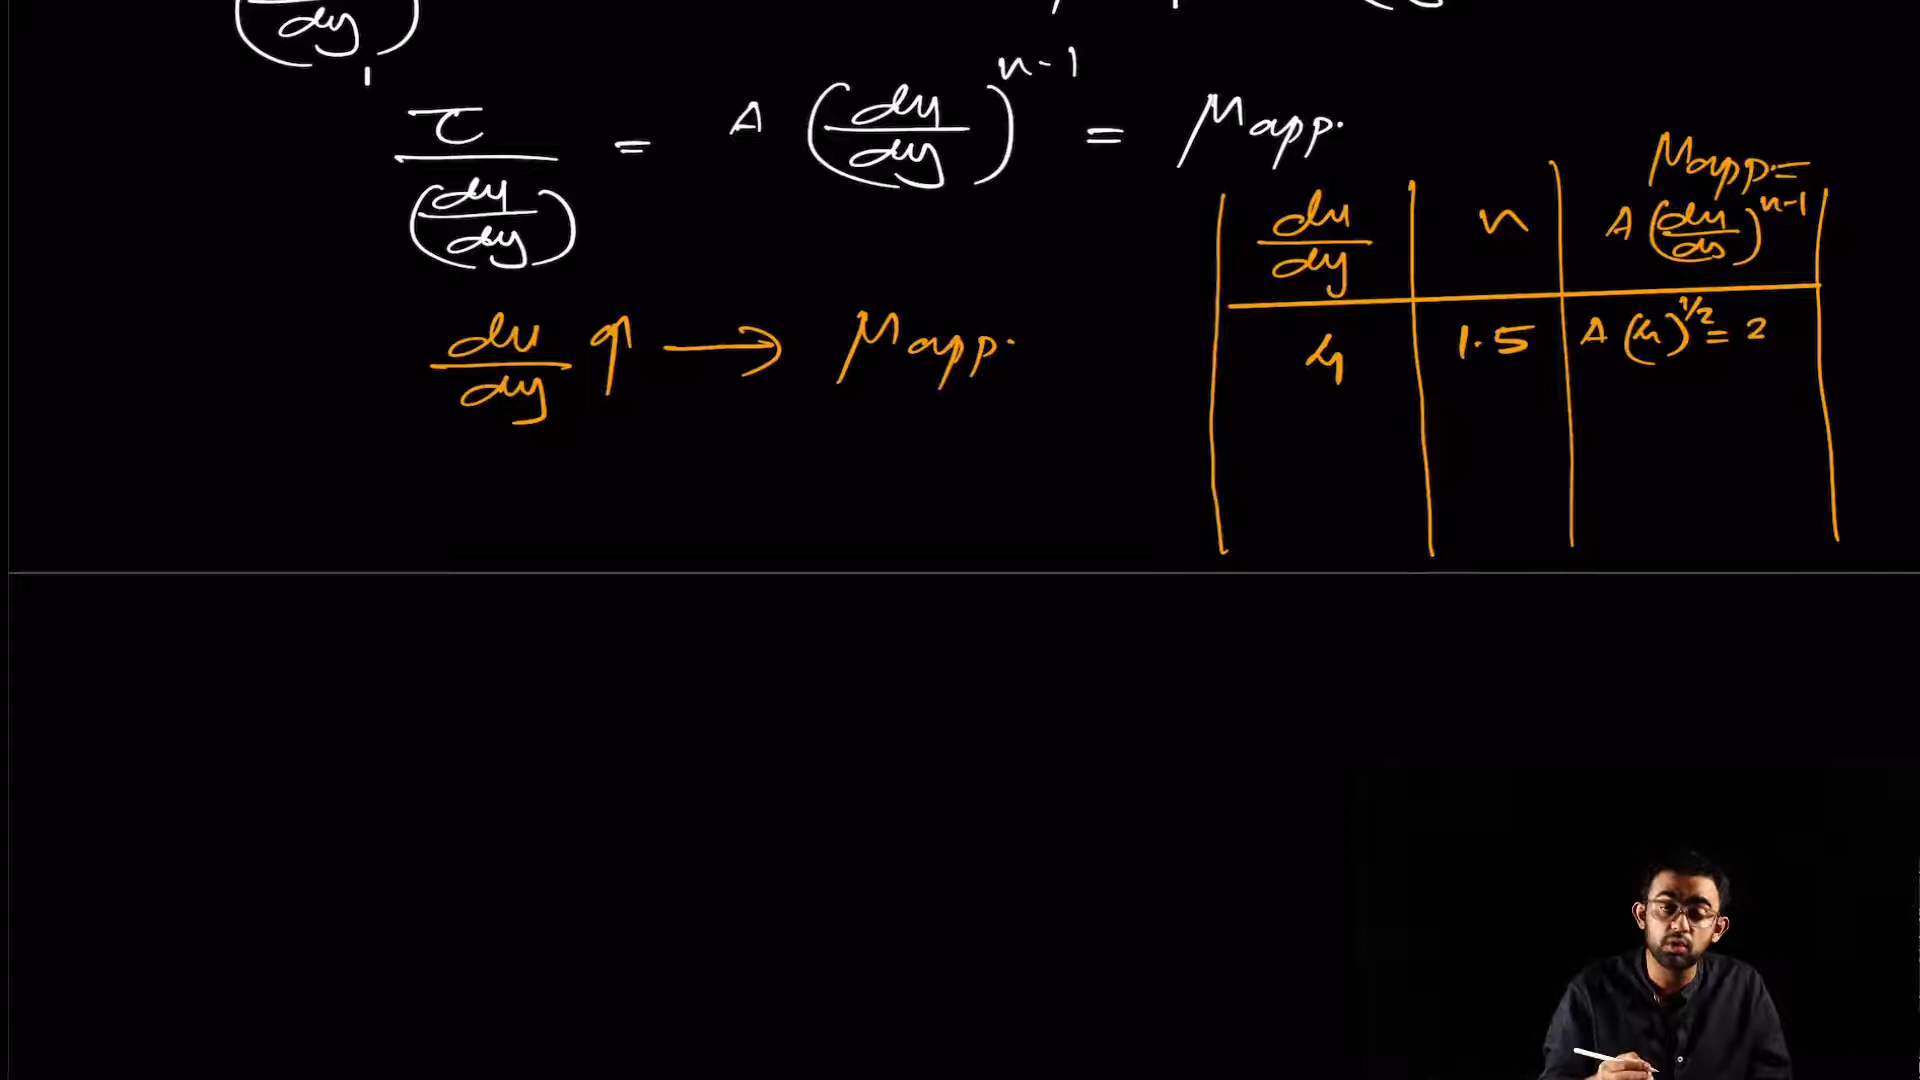 ( dy )
τ / (du/dy) = A (du/dy)^n-1 = μapp.
du/dy ↑ → μapp.
μapp. =
du/dy | n | A (du/dy)^n-1
4 | 1.5 | A (4)^1/2 = 2